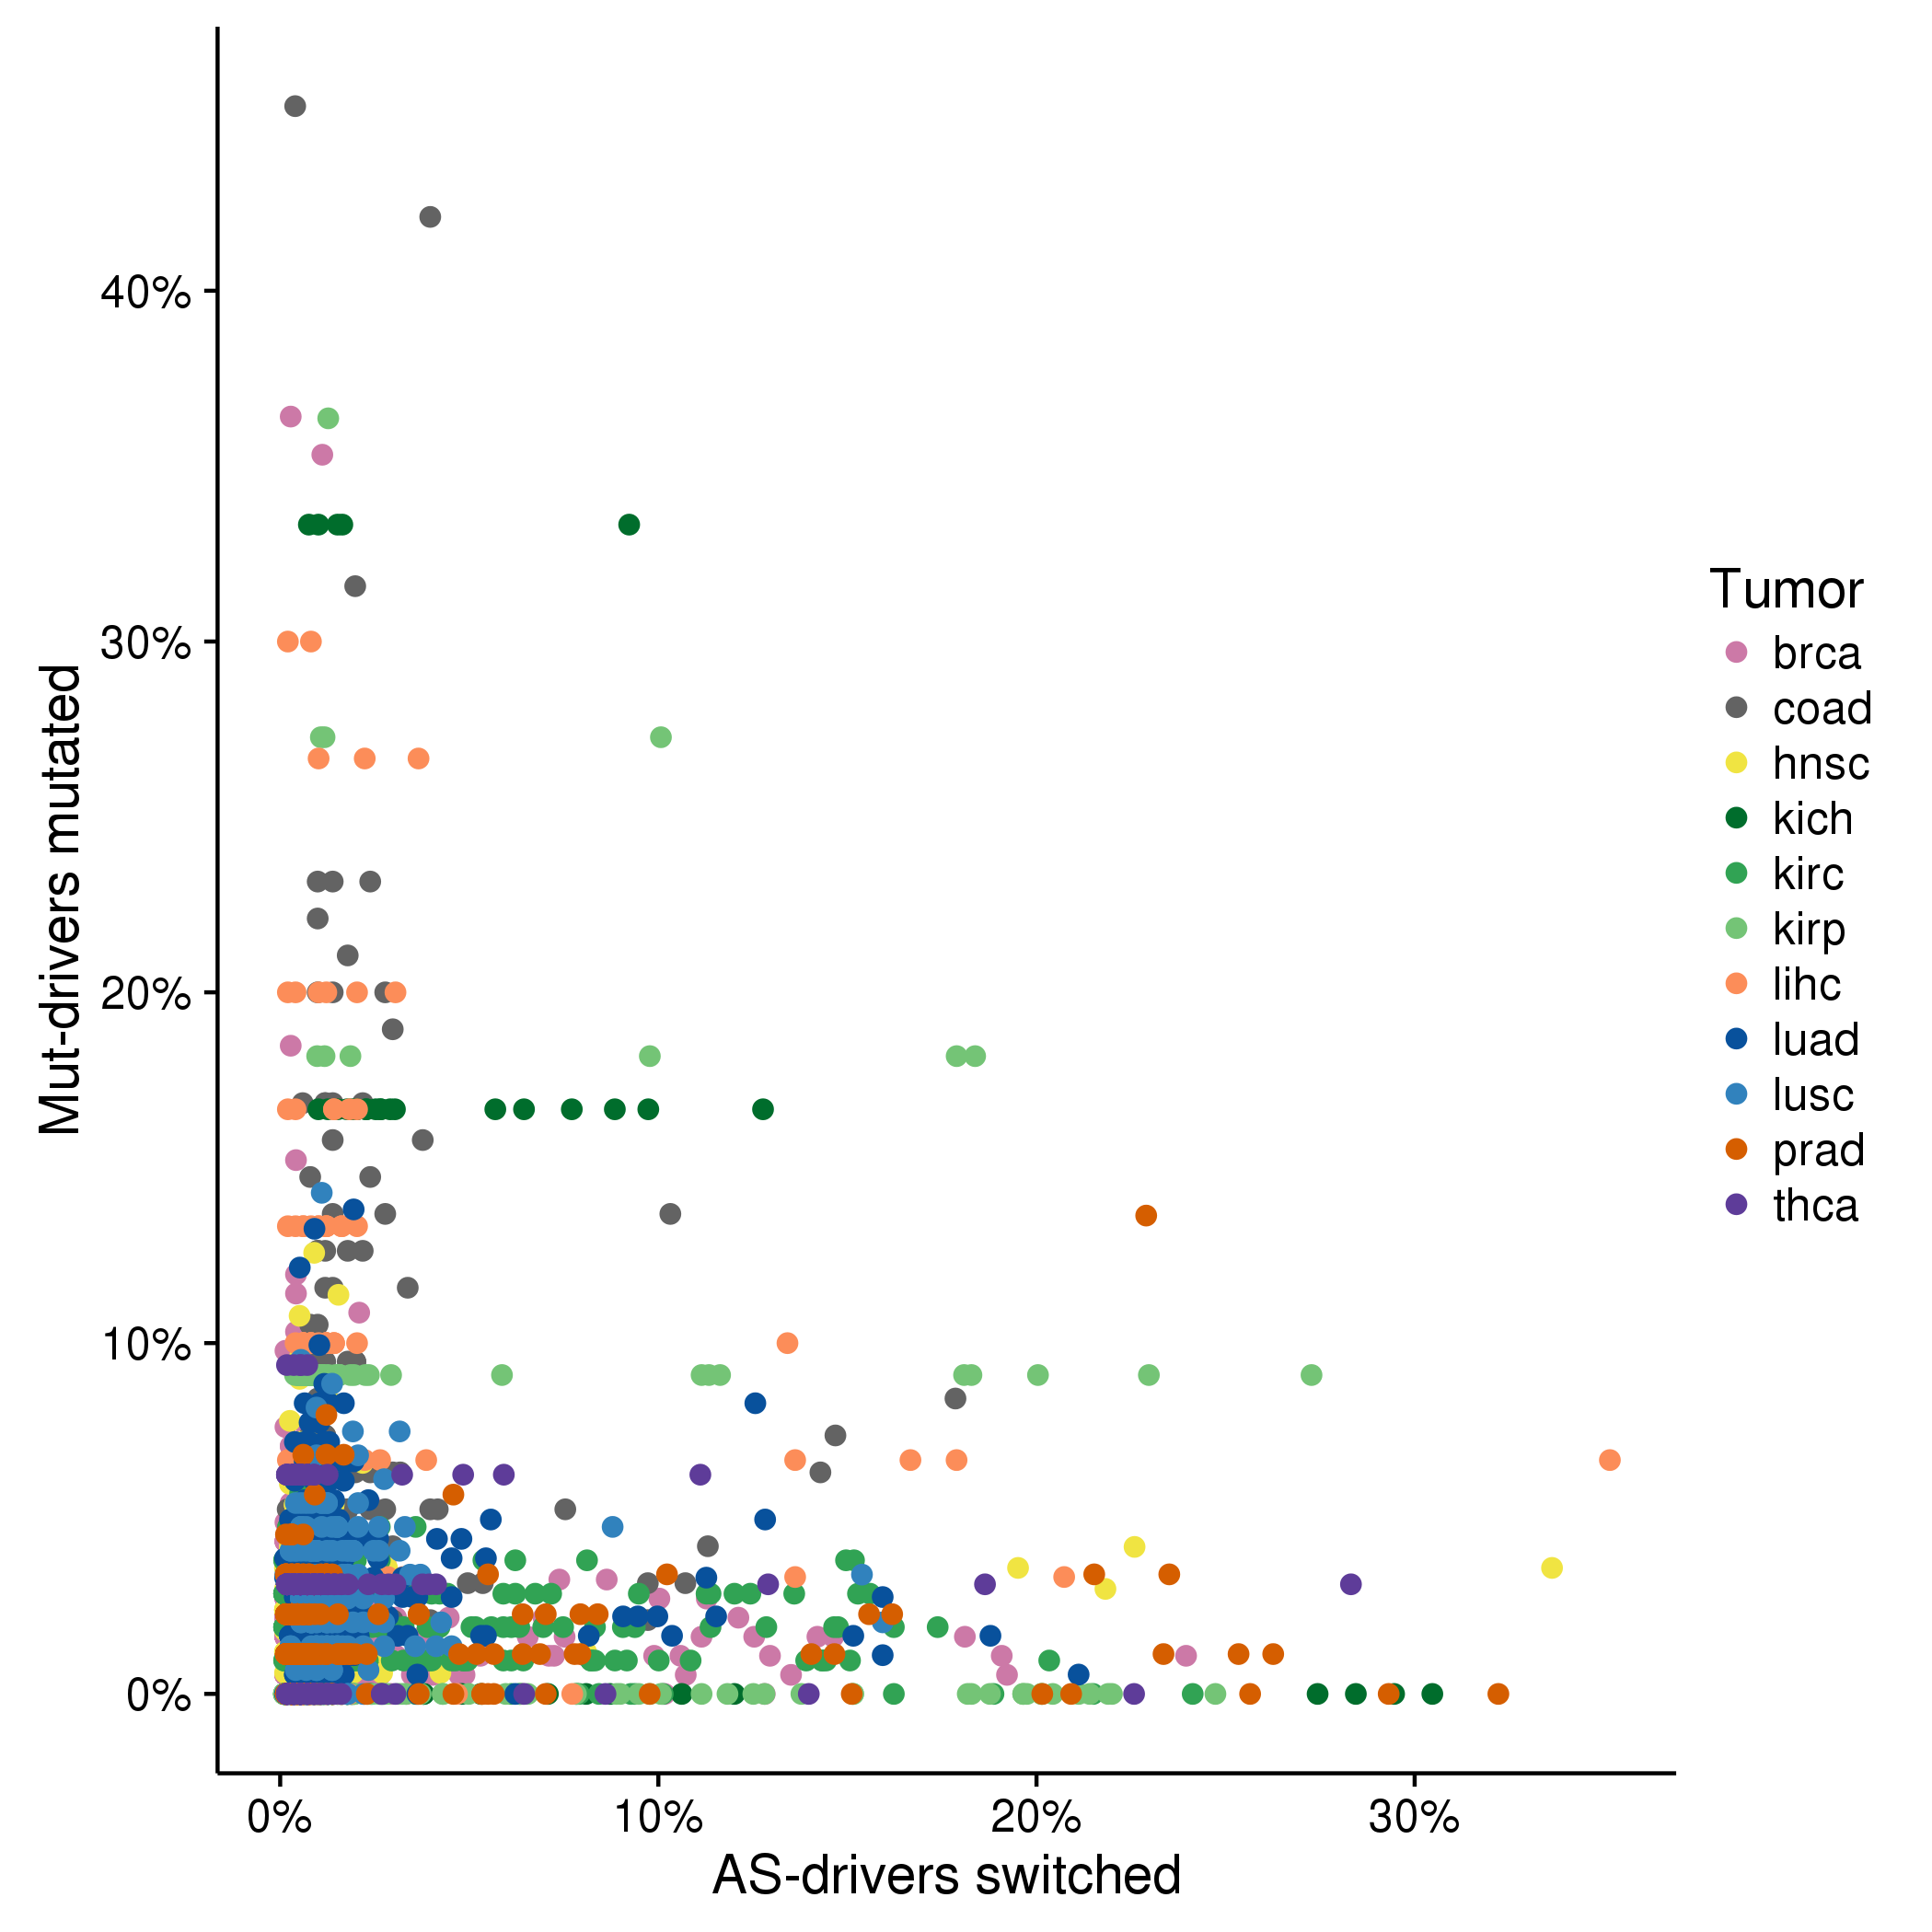 Mut-drivers mutated
40%
30%
20%
10%
0%
0%
10%
20%
30%
AS-drivers switched
Tumor
brca
coad
hnsc
kich
kirc
kirp
lihc
luad
lusc
prad
thca